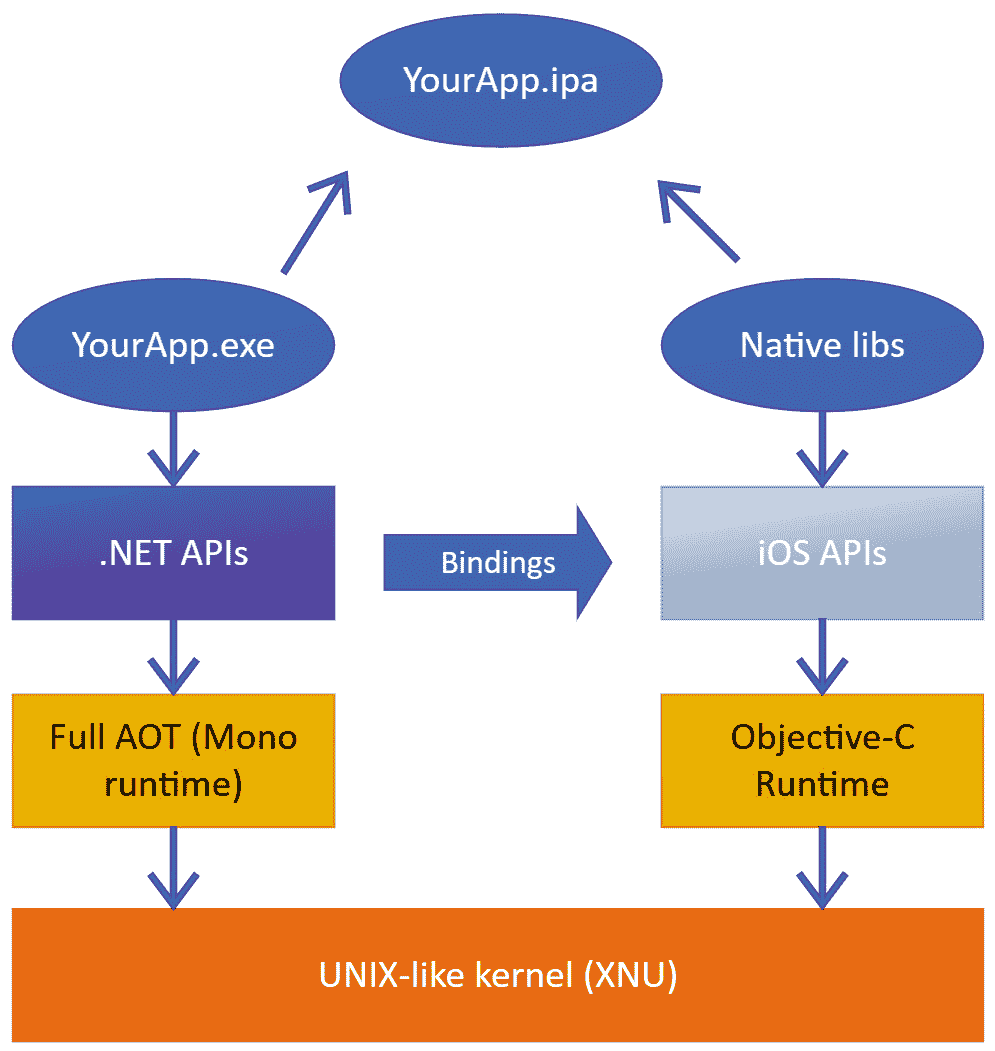 YourApp.ipa
YourApp.exe
Native libs
.NET APIs
Bindings
iOS APIs
Full AOT (Mono
runtime)
Objective-C
Runtime
UNIX-like kernel (XNU)